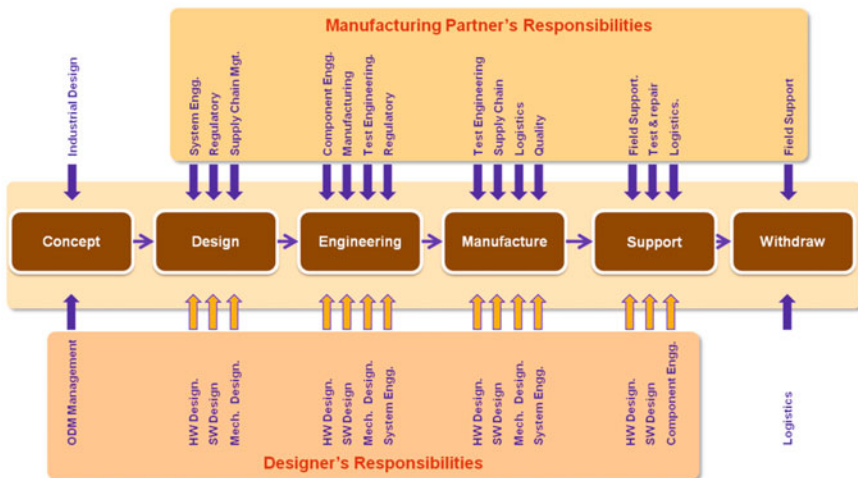 Manufacturing Partner's Responsibilities
Industrial Design
System Engg.
Regulatory
Supply Chain Mgt.
Component Engg.
Manufacturing
Test Engineering.
Regulatory
Test Engineering
Supply Chain
Logistics
Quality
Field Support.
Test & repair
Logistics.
Field Support
Concept
Design
Engineering
Manufacture
Support
Withdraw
ODM Management
HW Design.
SW Design
Mech. Design.
HW Design.
SW Design
Mech. Design.
System Engg.
HW Design.
SW Design
Mech. Design.
System Engg.
HW Design.
SW Design
Component Engg.
Logistics
Designer's Responsibilities